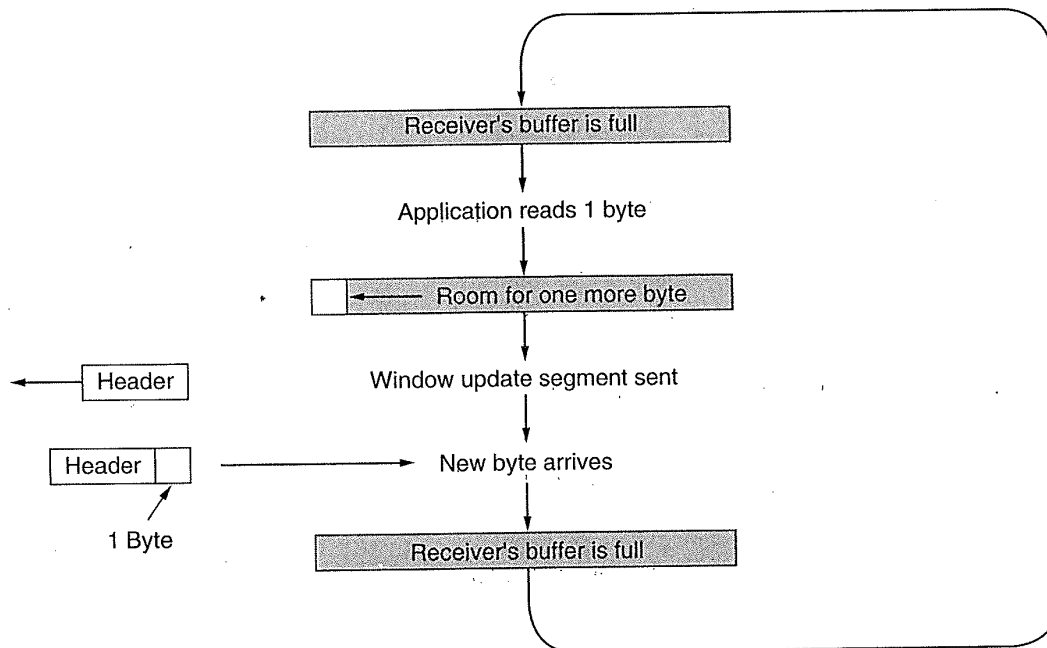 Receiver's buffer is full
Application reads 1 byte
Room for one more byte
Header
Window update segment sent
Header
New byte arrives
1 Byte
Receiver's buffer is full